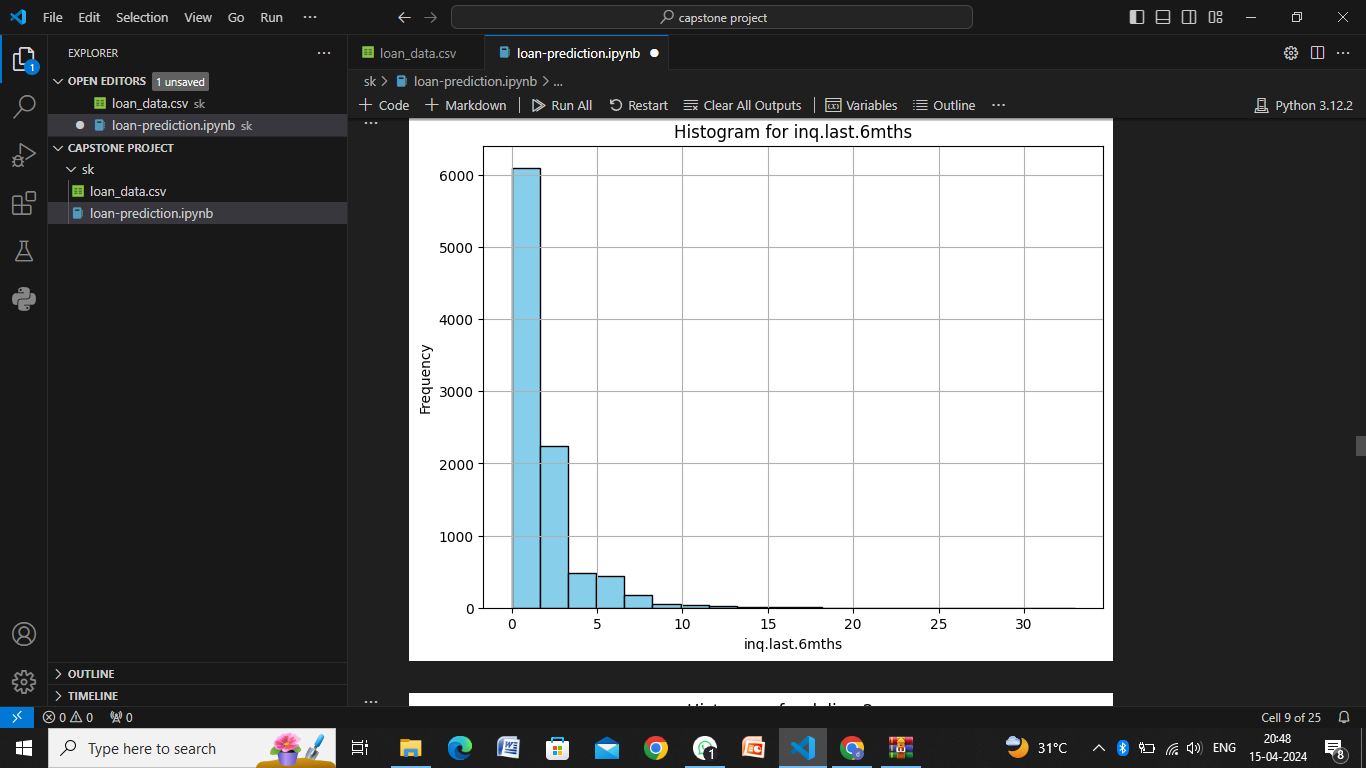 File Edit Selection View Go Run ··· capstone project
EXPLORER ···
OPEN EDITORS 1 unsaved
loan_data.csv sk
loan-prediction.ipynb sk
CAPSTONE PROJECT
sk
loan_data.csv
loan-prediction.ipynb
OUTLINE
TIMELINE
loan_data.csv loan-prediction.ipynb
sk > loan-prediction.ipynb > ...
+ Code + Markdown Run All Restart Clear All Outputs Variables Outline ··· Python 3.12.2
Histogram for inq.last.6mths
6000
5000
4000
3000
2000
1000
0
Frequency
0 5 10 15 20 25 30
inq.last.6mths
0 0 0 Cell 9 of 25
Type here to search 31°C ENG 20:48
15-04-2024 8